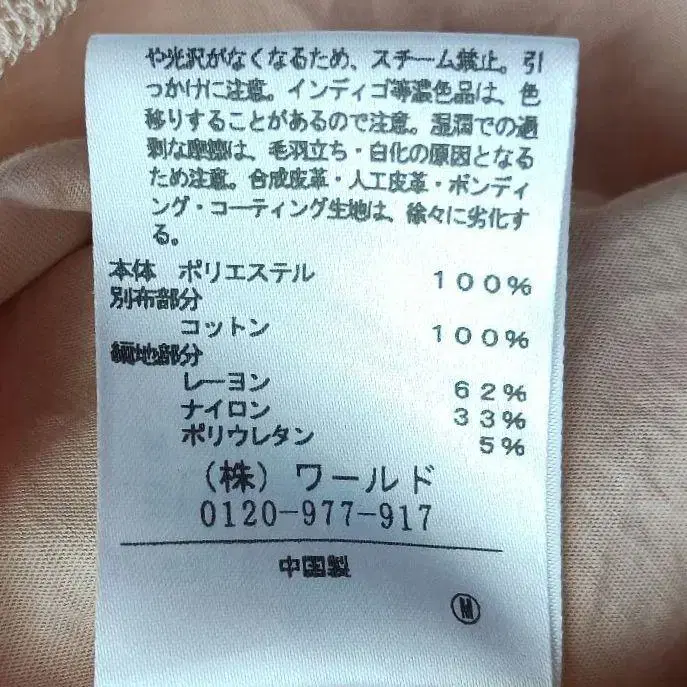 や光沢がなくなるため、スチーム禁止。引
っかけに注意。インディゴ等濃色品は、色
移りすることがあるので注意。湿潤での過
剰な摩擦は、毛羽立ち・白化の原因となる
ため注意。合成皮革・人工皮革・ボンディ
ング・コーティング生地は、徐々に劣化す
る。
本体 ポリエステル 100%
別布部分
コットン 100%
編地部分
レーヨン 62%
ナイロン 33%
ポリウレタン 5%
(株)ワールド
0120-977-917
中国製
Ⓜ